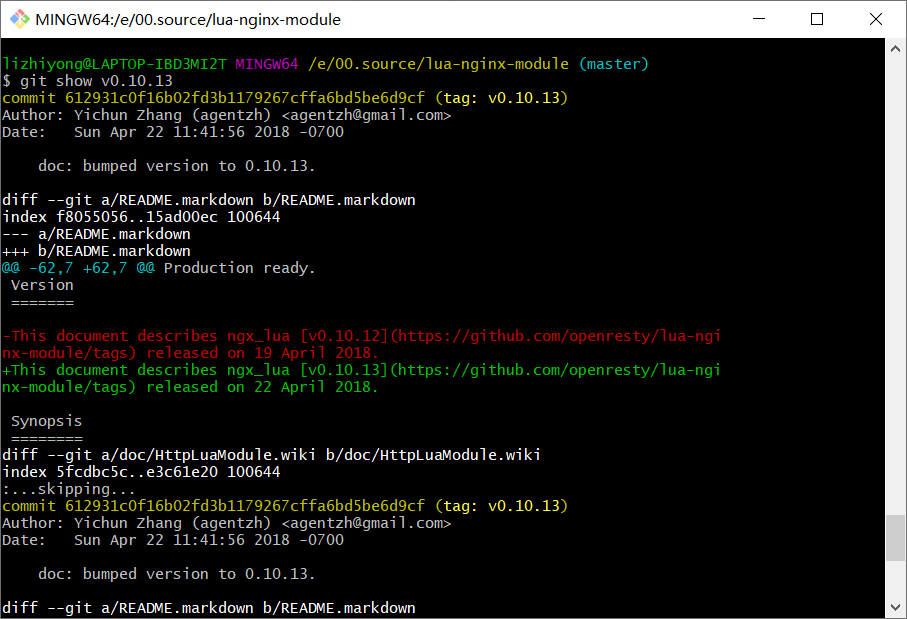 MINGW64:/e/00.source/lua-nginx-module
lizhiyong@LAPTOP-IBD3MI2T MINGW64 /e/00.source/lua-nginx-module (master)
$ git show v0.10.13
commit 612931c0f16b02fd3b1179267cffa6bd5be6d9cf (tag: v0.10.13)
Author: Yichun Zhang (agentzh) <agentzh@gmail.com>
Date:   Sun Apr 22 11:41:56 2018 -0700
    doc: bumped version to 0.10.13.
diff --git a/README.markdown b/README.markdown
index f8055056..15ad00ec 100644
--- a/README.markdown
+++ b/README.markdown
@@ -62,7 +62,7 @@ Production ready.
 Version
 =======
-This document describes ngx_lua [v0.10.12](https://github.com/openresty/lua-ngi
nx-module/tags) released on 19 April 2018.
+This document describes ngx_lua [v0.10.13](https://github.com/openresty/lua-ngi
nx-module/tags) released on 22 April 2018.
 Synopsis
 ========
diff --git a/doc/HttpLuaModule.wiki b/doc/HttpLuaModule.wiki
index 5fcdbc5c..e3c61e20 100644
:...skipping...
commit 612931c0f16b02fd3b1179267cffa6bd5be6d9cf (tag: v0.10.13)
Author: Yichun Zhang (agentzh) <agentzh@gmail.com>
Date:   Sun Apr 22 11:41:56 2018 -0700
    doc: bumped version to 0.10.13.
diff --git a/README.markdown b/README.markdown